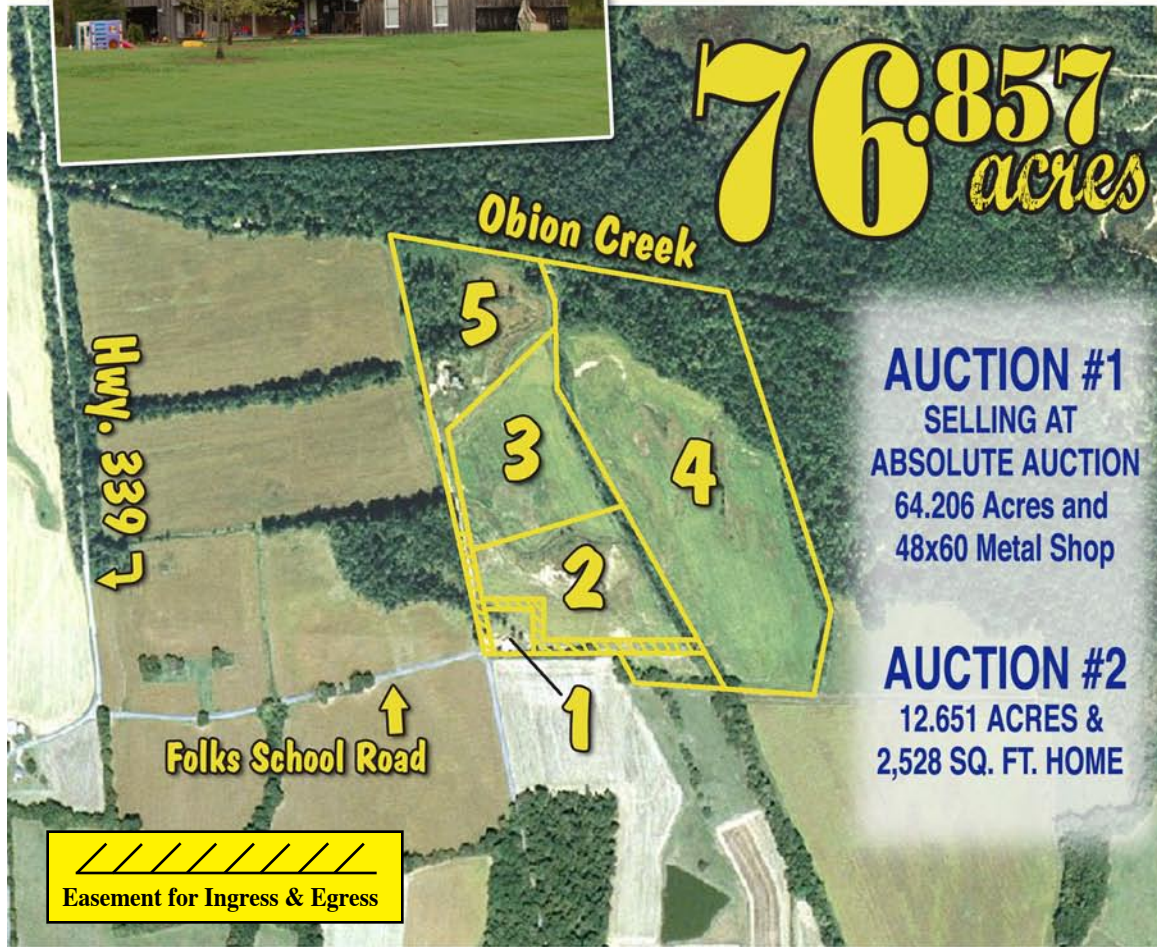 76.857
acres
Obion Creek
5
3
4
2
1
Hwy. 339
Folks School Road
AUCTION #1
SELLING AT
ABSOLUTE AUCTION
64.206 Acres and
48x60 Metal Shop
AUCTION #2
12.651 ACRES &
2,528 SQ. FT. HOME
Easement for Ingress & Egress